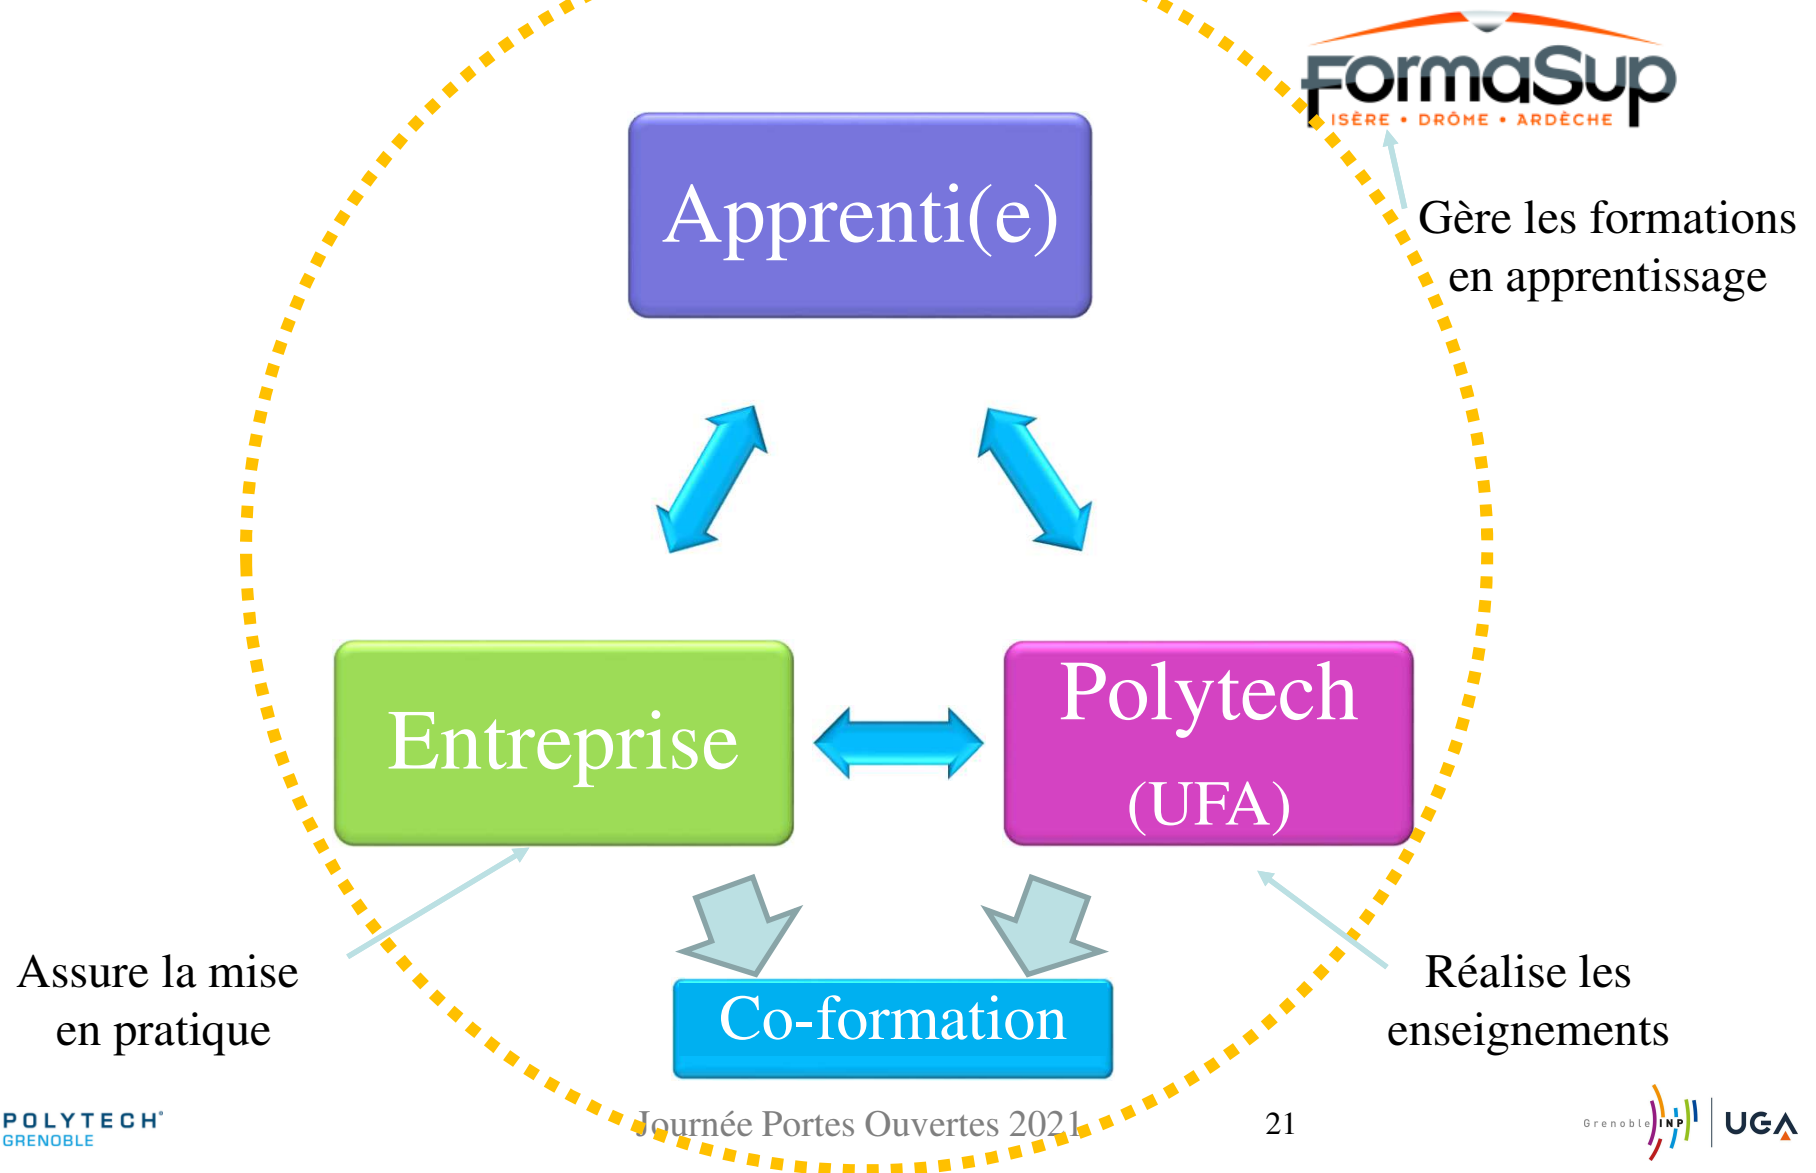 FormaSup
ISÈRE • DRÔME • ARDÈCHE
Apprenti(e)
Gère les formations
en apprentissage
Entreprise
Polytech
(UFA)
Assure la mise
en pratique
Co-formation
Réalise les
enseignements
POLYTECH°
GRENOBLE
Journée Portes Ouvertes 2021
21
Grenoble INP
UGA